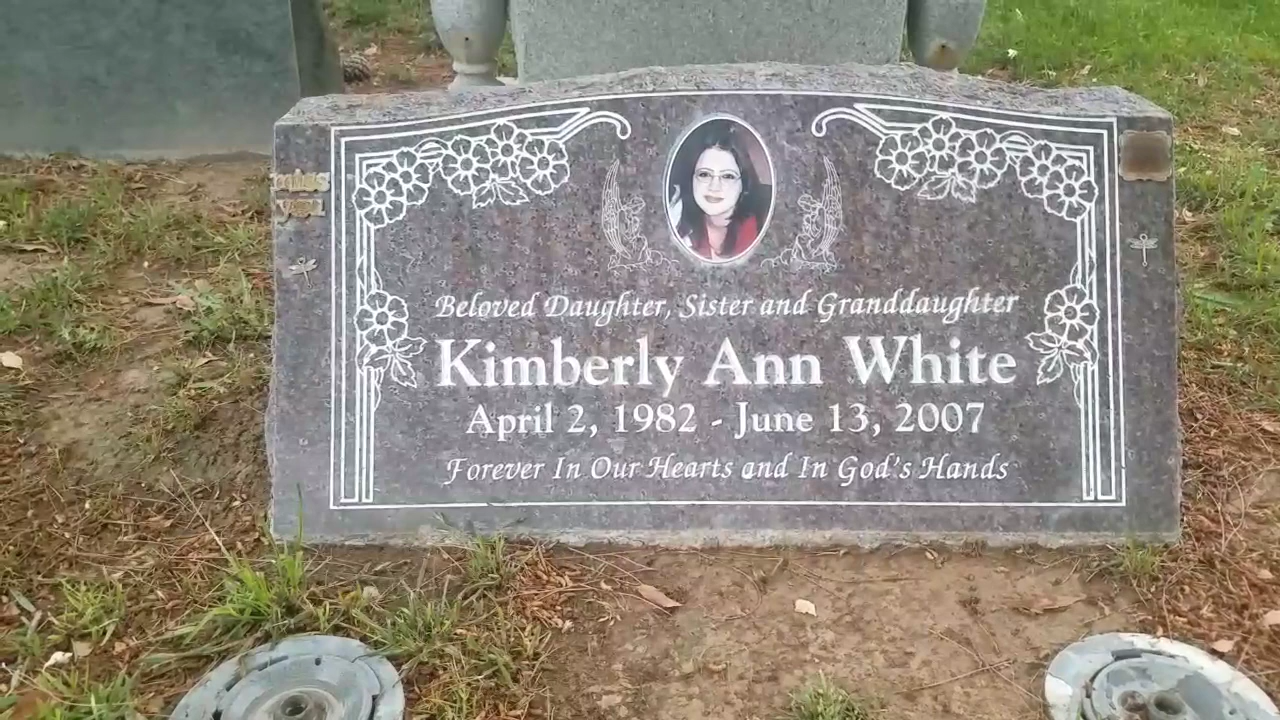 Beloved Daughter, Sister and Granddaughter
Kimberly Ann White
April 2, 1982 - June 13, 2007
Forever In Our Hearts and In God's Hands